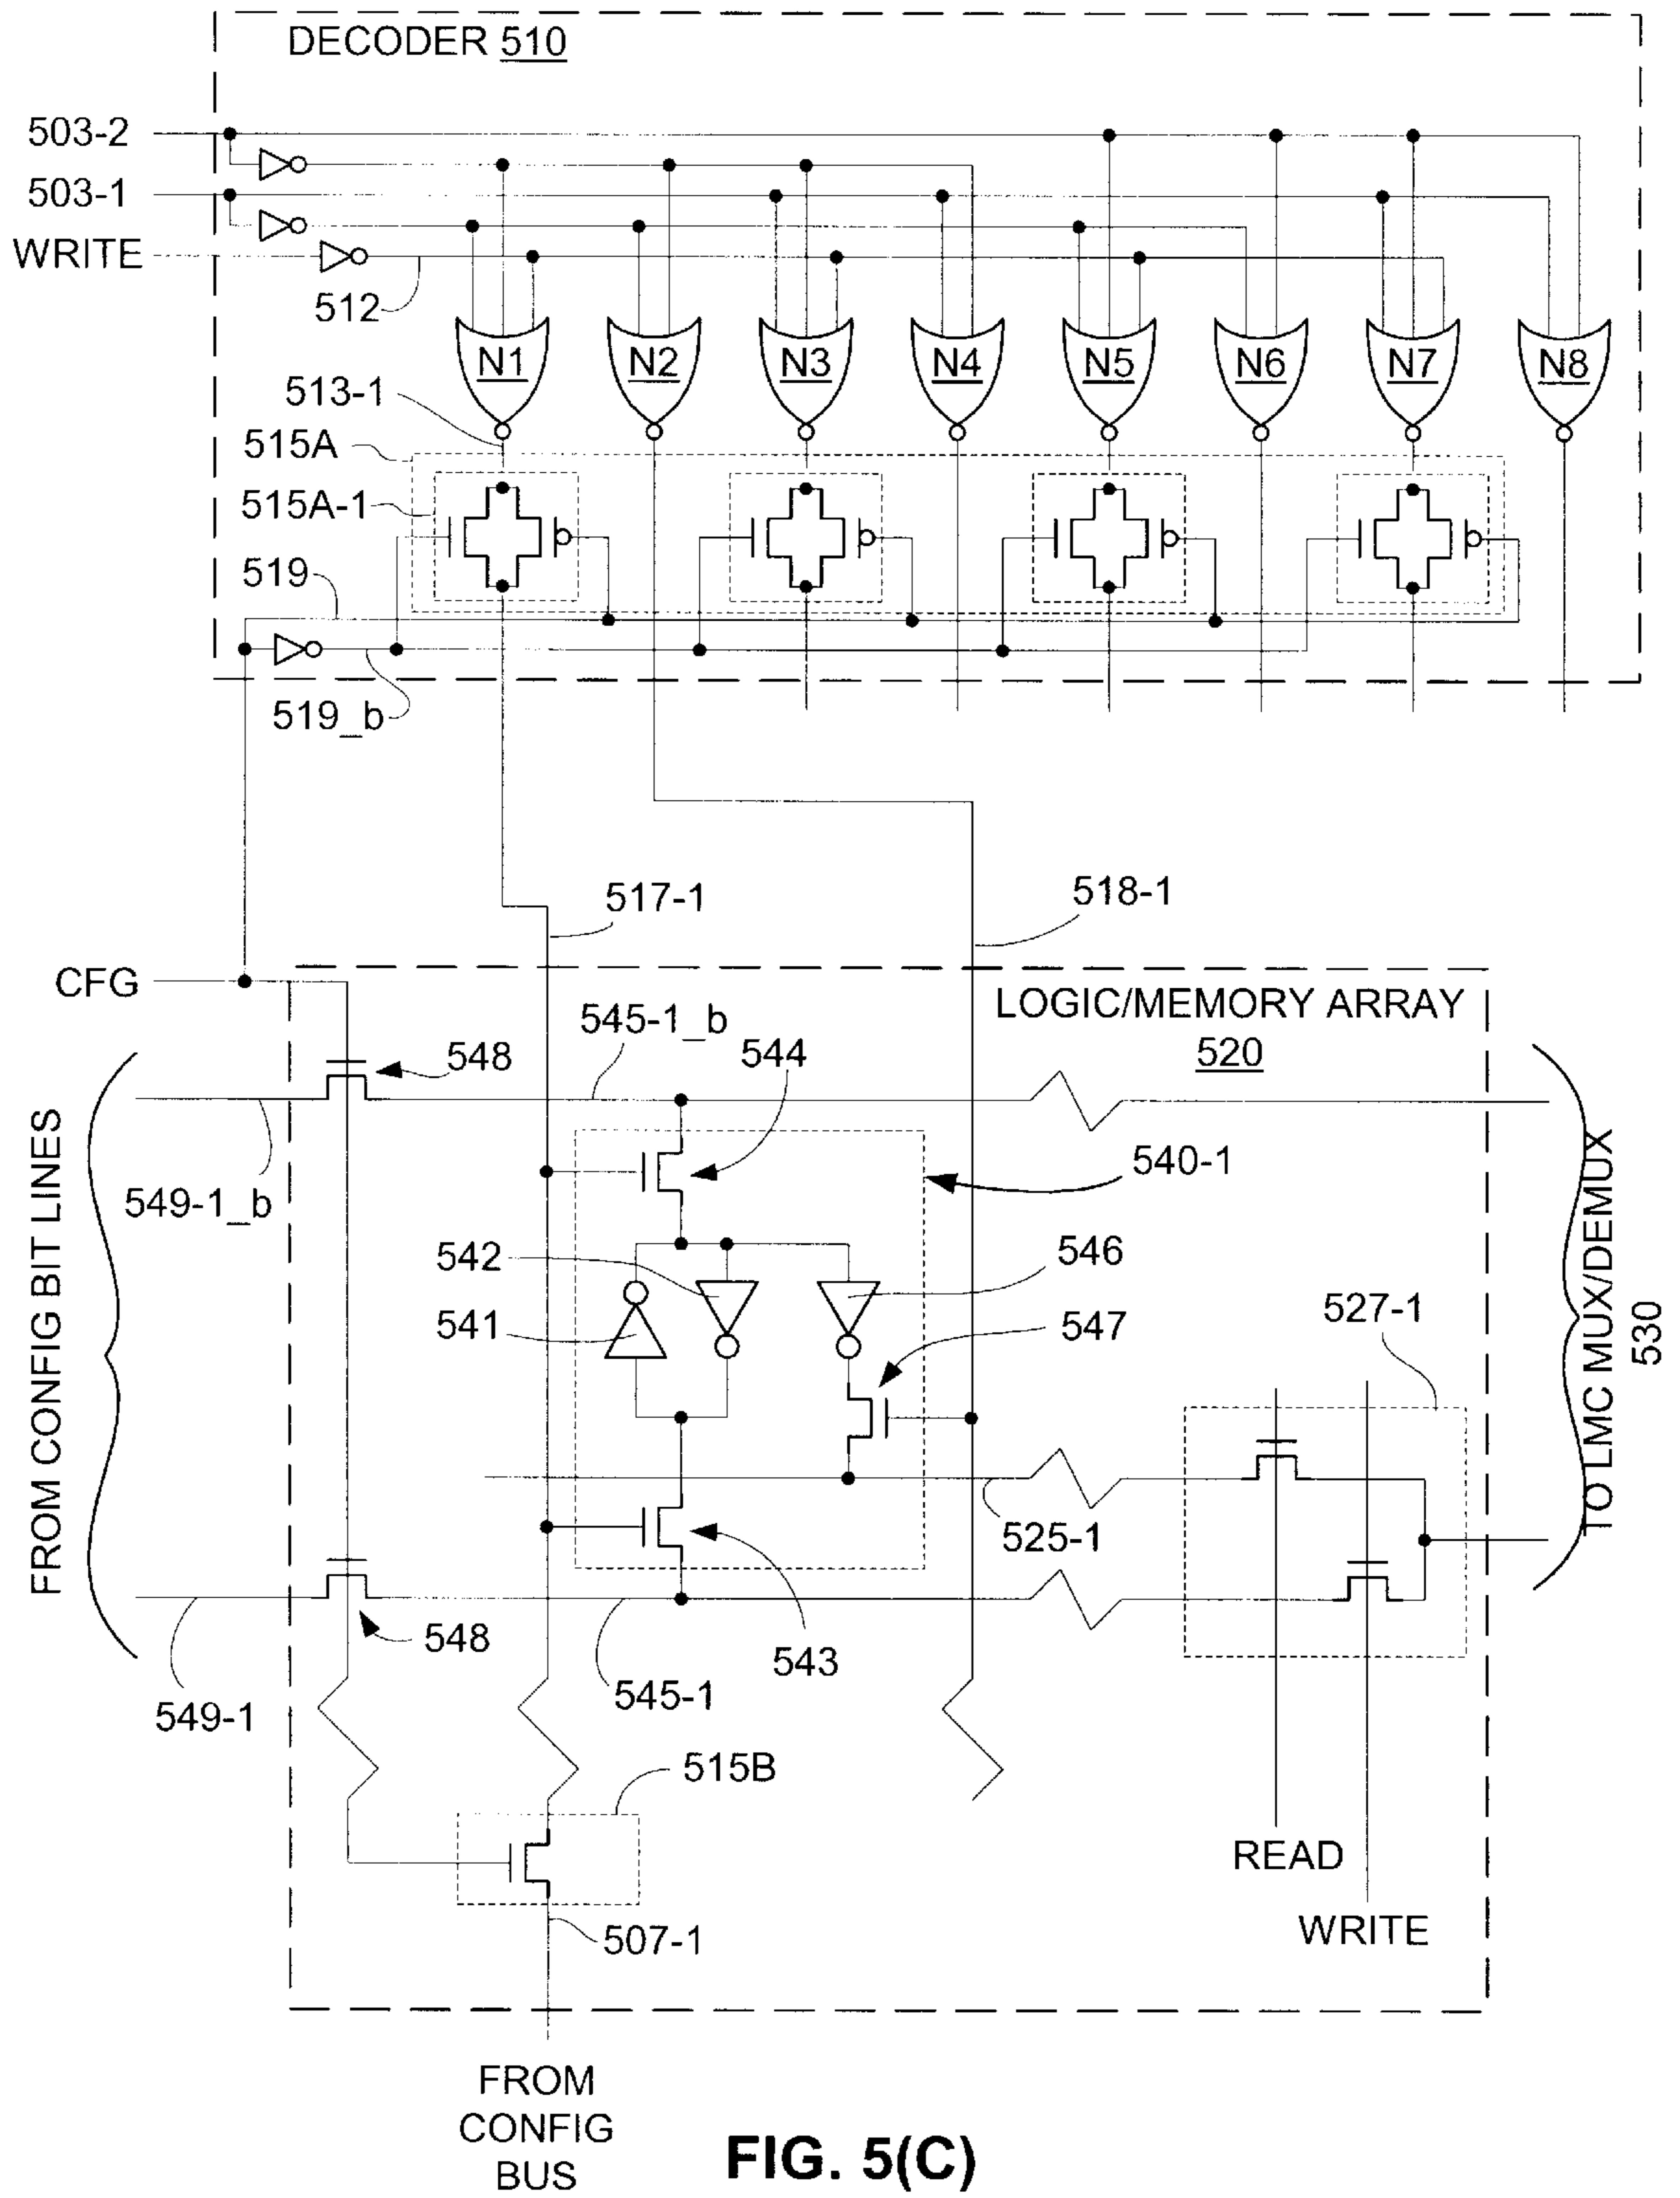 DECODER 510
503-2
503-1
WRITE
512
N1 N2 N3 N4 N5 N6 N7 N8
513-1
515A
515A-1
519
519_b
517-1
518-1
CFG
LOGIC/MEMORY ARRAY
520
545-1_b
544
548
540-1
549-1_b
542
546
541
547
527-1
FROM CONFIG BIT LINES
TO LMC MUX/DEMUX
530
525-1
548
543
545-1
549-1
515B
READ
WRITE
507-1
FROM
CONFIG
BUS
FIG. 5(C)